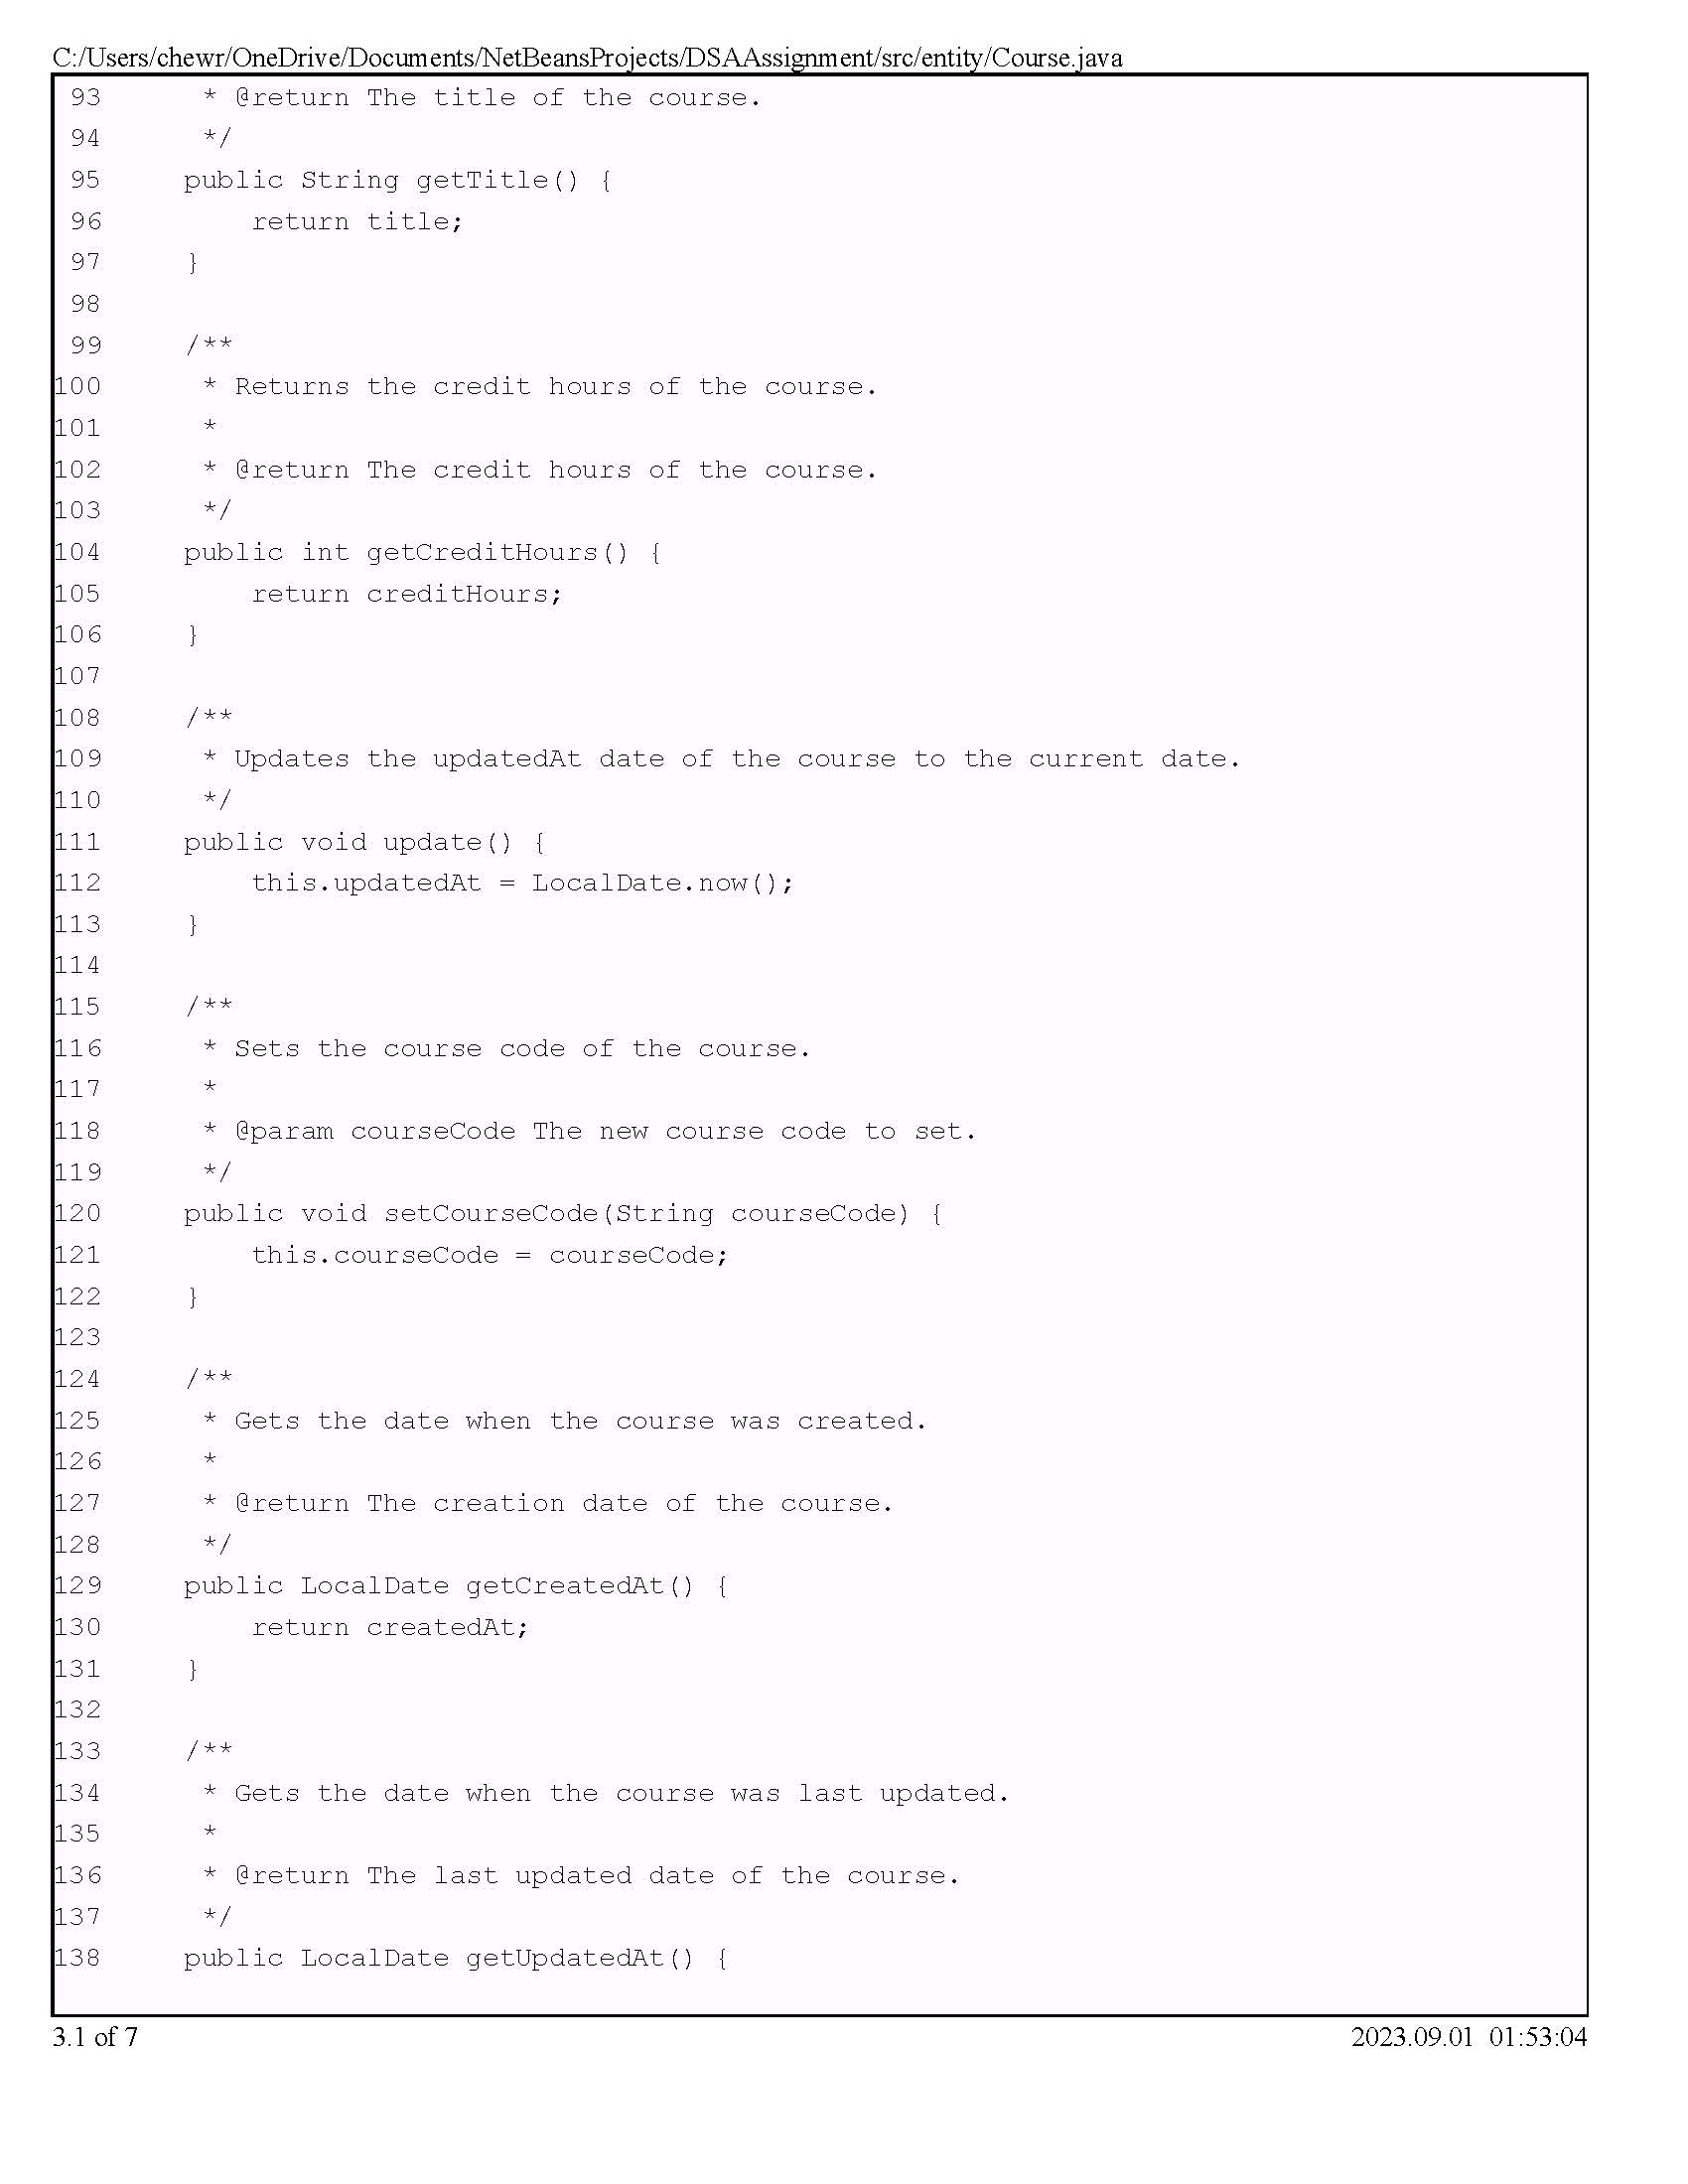 C:/Users/chewr/OneDrive/Documents/NetBeansProjects/DSAAssignment/src/entity/Course.java
93      * @return The title of the course.
94      */
95     public String getTitle() {
96         return title;
97     }
98
99     /**
100      * Returns the credit hours of the course.
101      *
102      * @return The credit hours of the course.
103      */
104     public int getCreditHours() {
105         return creditHours;
106     }
107
108     /**
109      * Updates the updatedAt date of the course to the current date.
110      */
111     public void update() {
112         this.updatedAt = LocalDate.now();
113     }
114
115     /**
116      * Sets the course code of the course.
117      *
118      * @param courseCode The new course code to set.
119      */
120     public void setCourseCode(String courseCode) {
121         this.courseCode = courseCode;
122     }
123
124     /**
125      * Gets the date when the course was created.
126      *
127      * @return The creation date of the course.
128      */
129     public LocalDate getCreatedAt() {
130         return createdAt;
131     }
132
133     /**
134      * Gets the date when the course was last updated.
135      *
136      * @return The last updated date of the course.
137      */
138     public LocalDate getUpdatedAt() {
3.1 of 7 2023.09.01 01:53:04